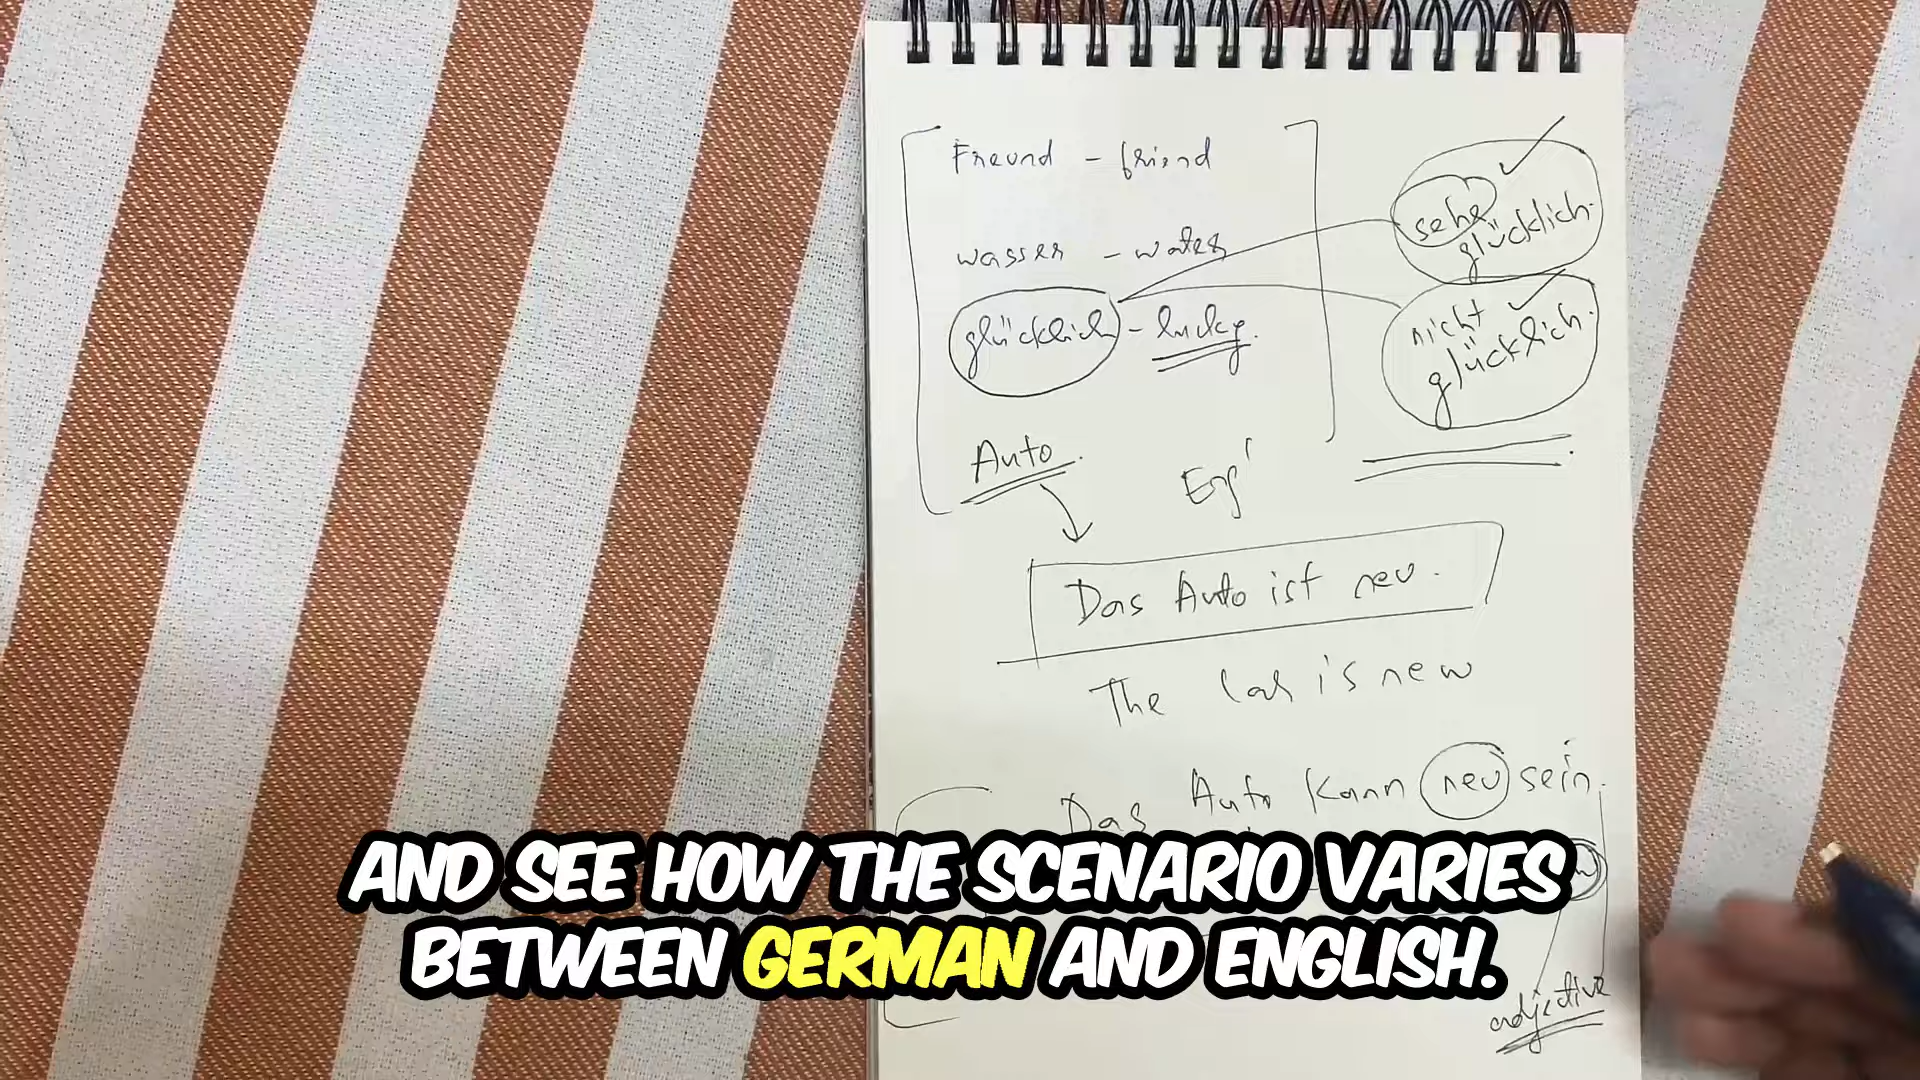 Freund - friend
wasser - water
glücklich - lucky.
sehr
glücklich.
nicht
glücklich.
Auto.
Das Auto ist neu.
The car is new
Das Auto kann neu sein.
AND SEE HOW THE SCENARIO VARIES
BETWEEN GERMAN AND ENGLISH.
adjective